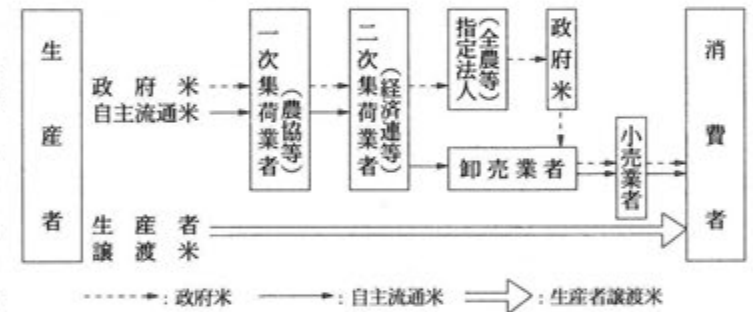 生産者
政府米
自主流通米
生産者
譲渡米
一次集荷業者
(農協等)
二次集荷業者
(経済連等)
指定法人
(全農等)
政府米
卸売業者
小売業者
消費者
:政府米
:自主流通米
:生産者譲渡米